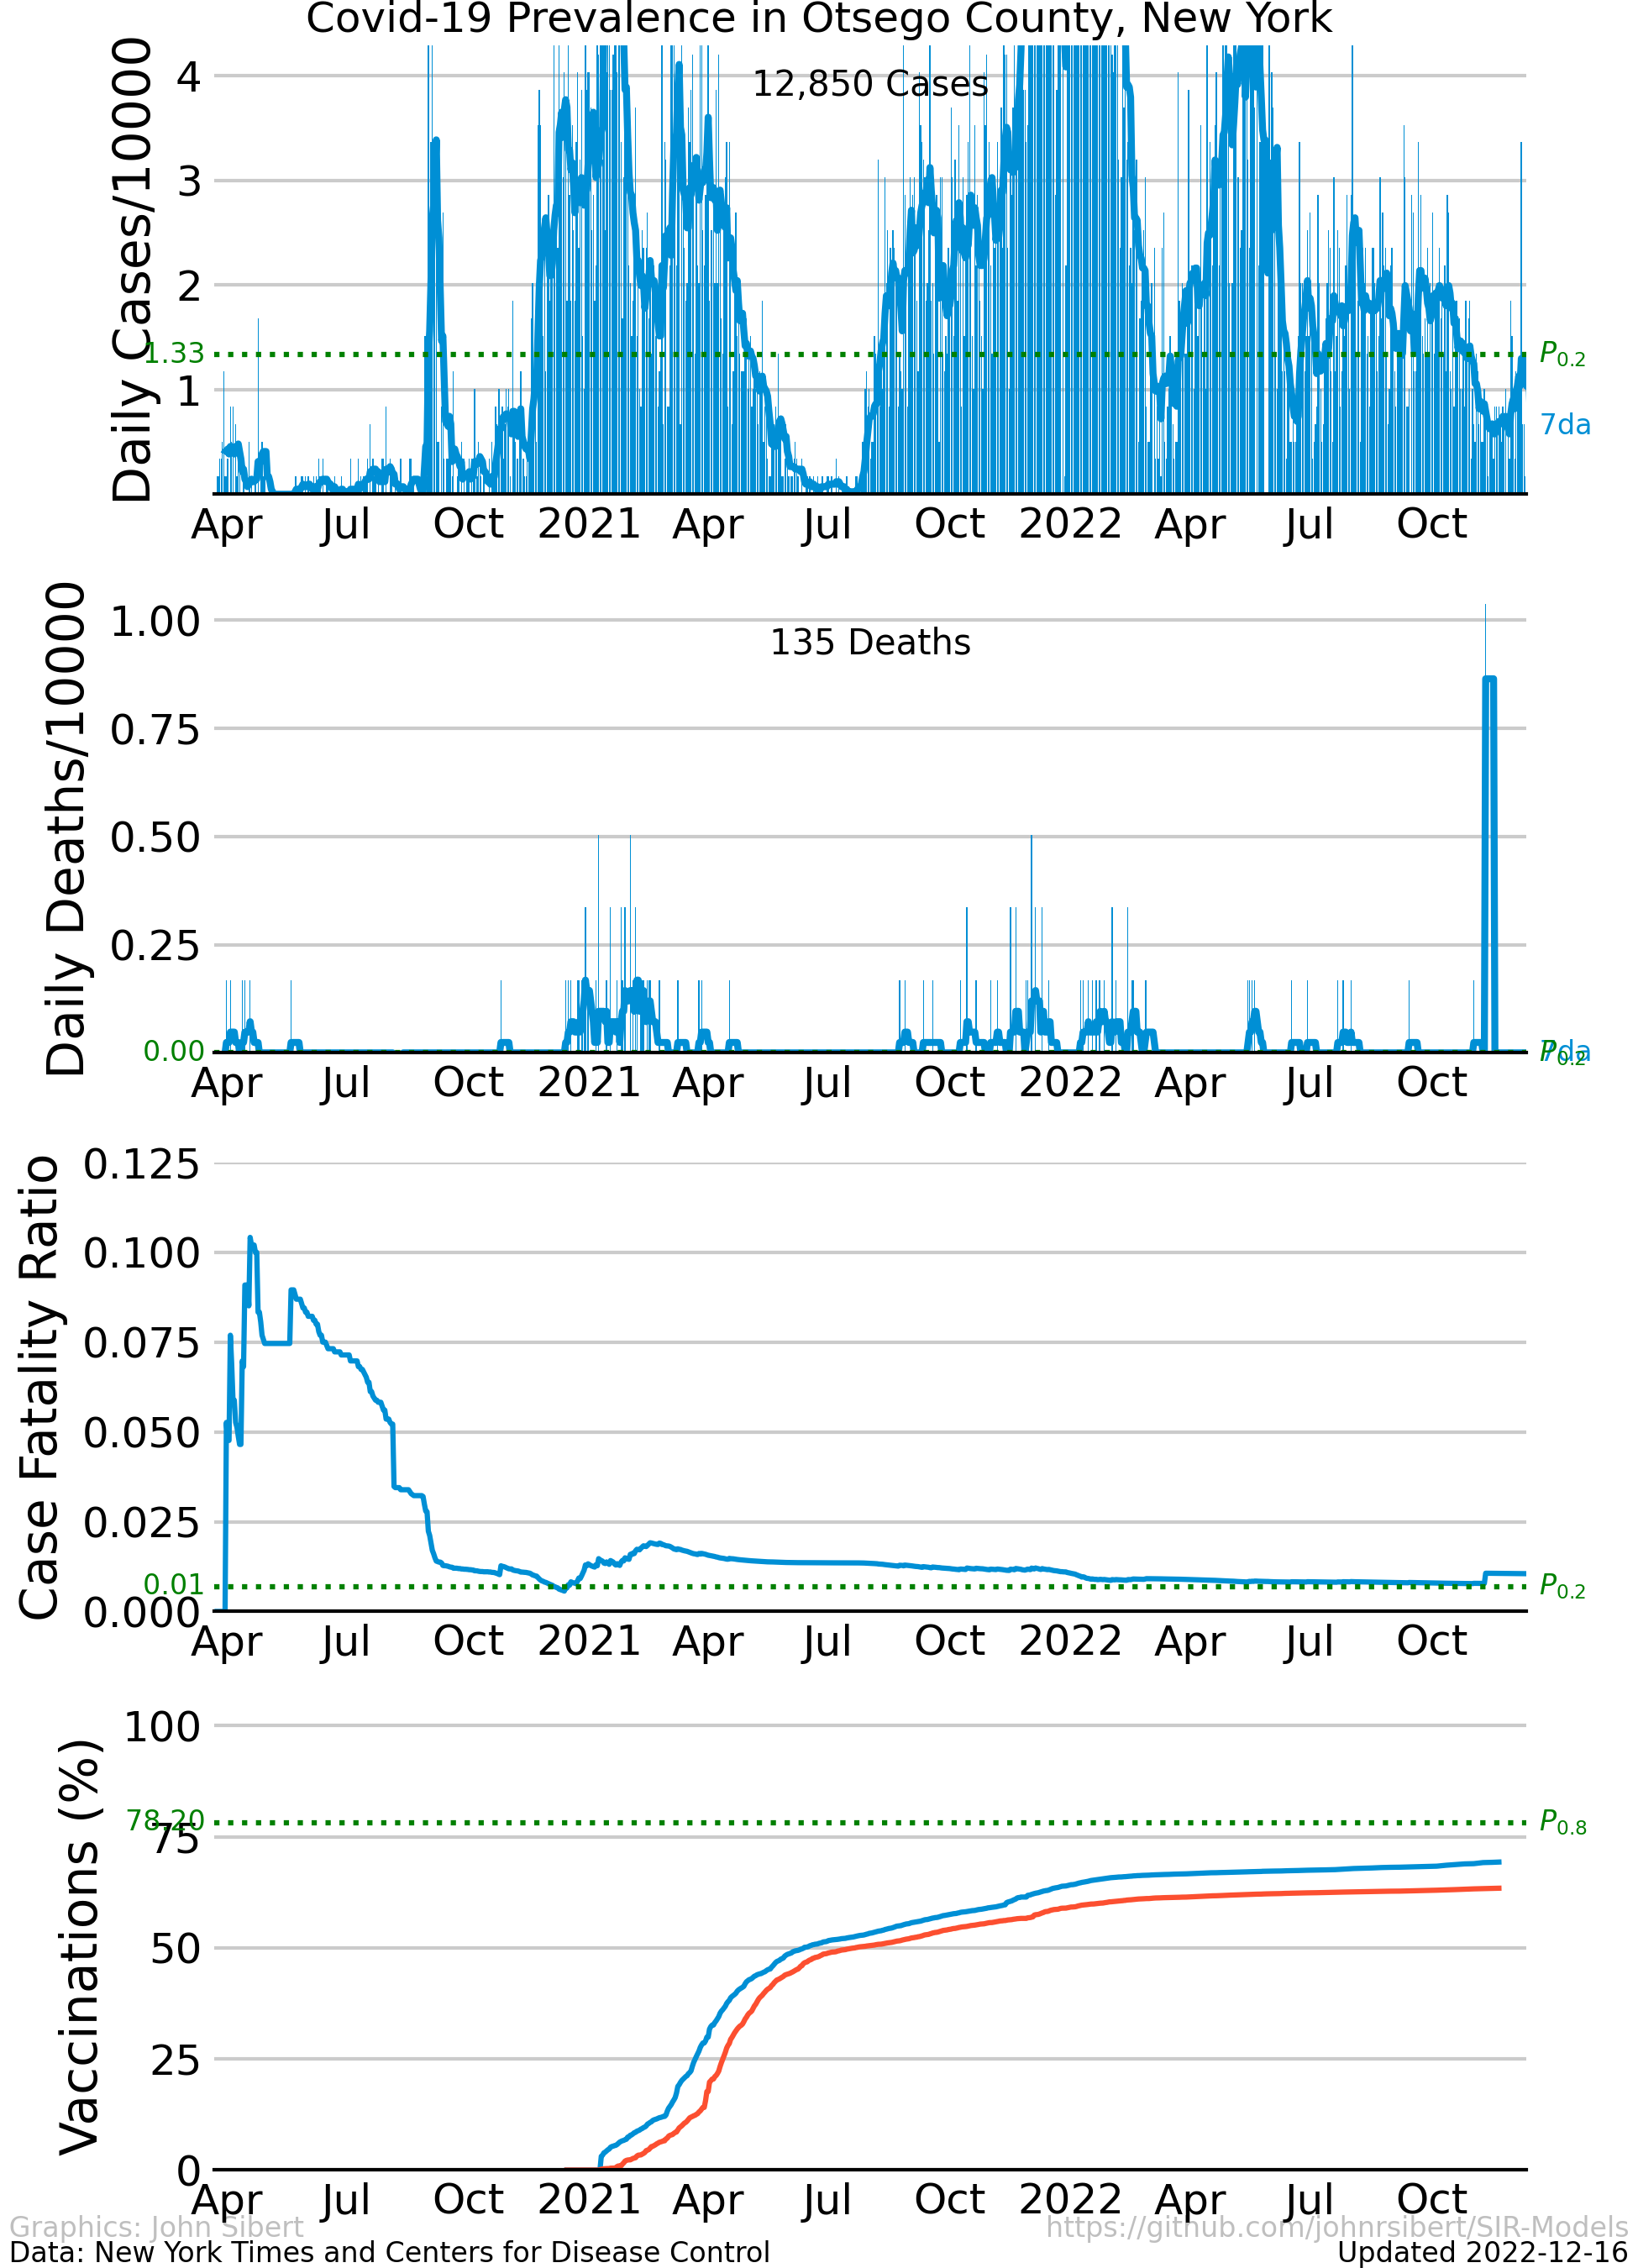 Covid-19 Prevalence in Otsego County, New York
Daily Cases/10000
4
3
2
1
1.33
12,850 Cases
P0.2
7da
Apr Jul Oct 2021 Apr Jul Oct 2022 Apr Jul Oct
Daily Deaths/10000
1.00
0.75
0.50
0.25
0.00
135 Deaths
P0.2
7da
Apr Jul Oct 2021 Apr Jul Oct 2022 Apr Jul Oct
Case Fatality Ratio
0.125
0.100
0.075
0.050
0.025
0.01
0.000
P0.2
Apr Jul Oct 2021 Apr Jul Oct 2022 Apr Jul Oct
Vaccinations (%)
100
78.20
75
50
25
0
P0.8
Apr Jul Oct 2021 Apr Jul Oct 2022 Apr Jul Oct
Graphics: John Sibert
https://github.com/johnrsibert/SIR-Models
Data: New York Times and Centers for Disease Control
Updated 2022-12-16